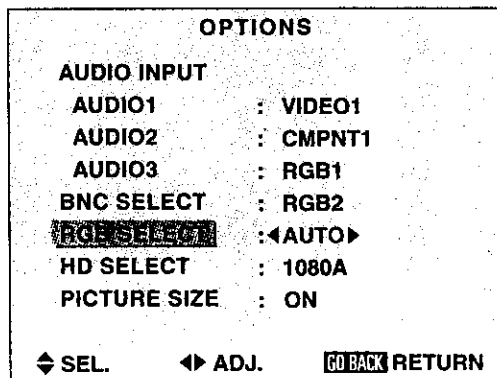 OPTIONS
AUDIO INPUT
AUDIO1 : VIDEO1
AUDIO2 : CMPNT1
AUDIO3 : RGB1
BNC SELECT : RGB2
RGB SELECT :◀AUTO▶
HD SELECT : 1080A
PICTURE SIZE : ON
◆ SEL. ◀▶ ADJ. GO BACK RETURN